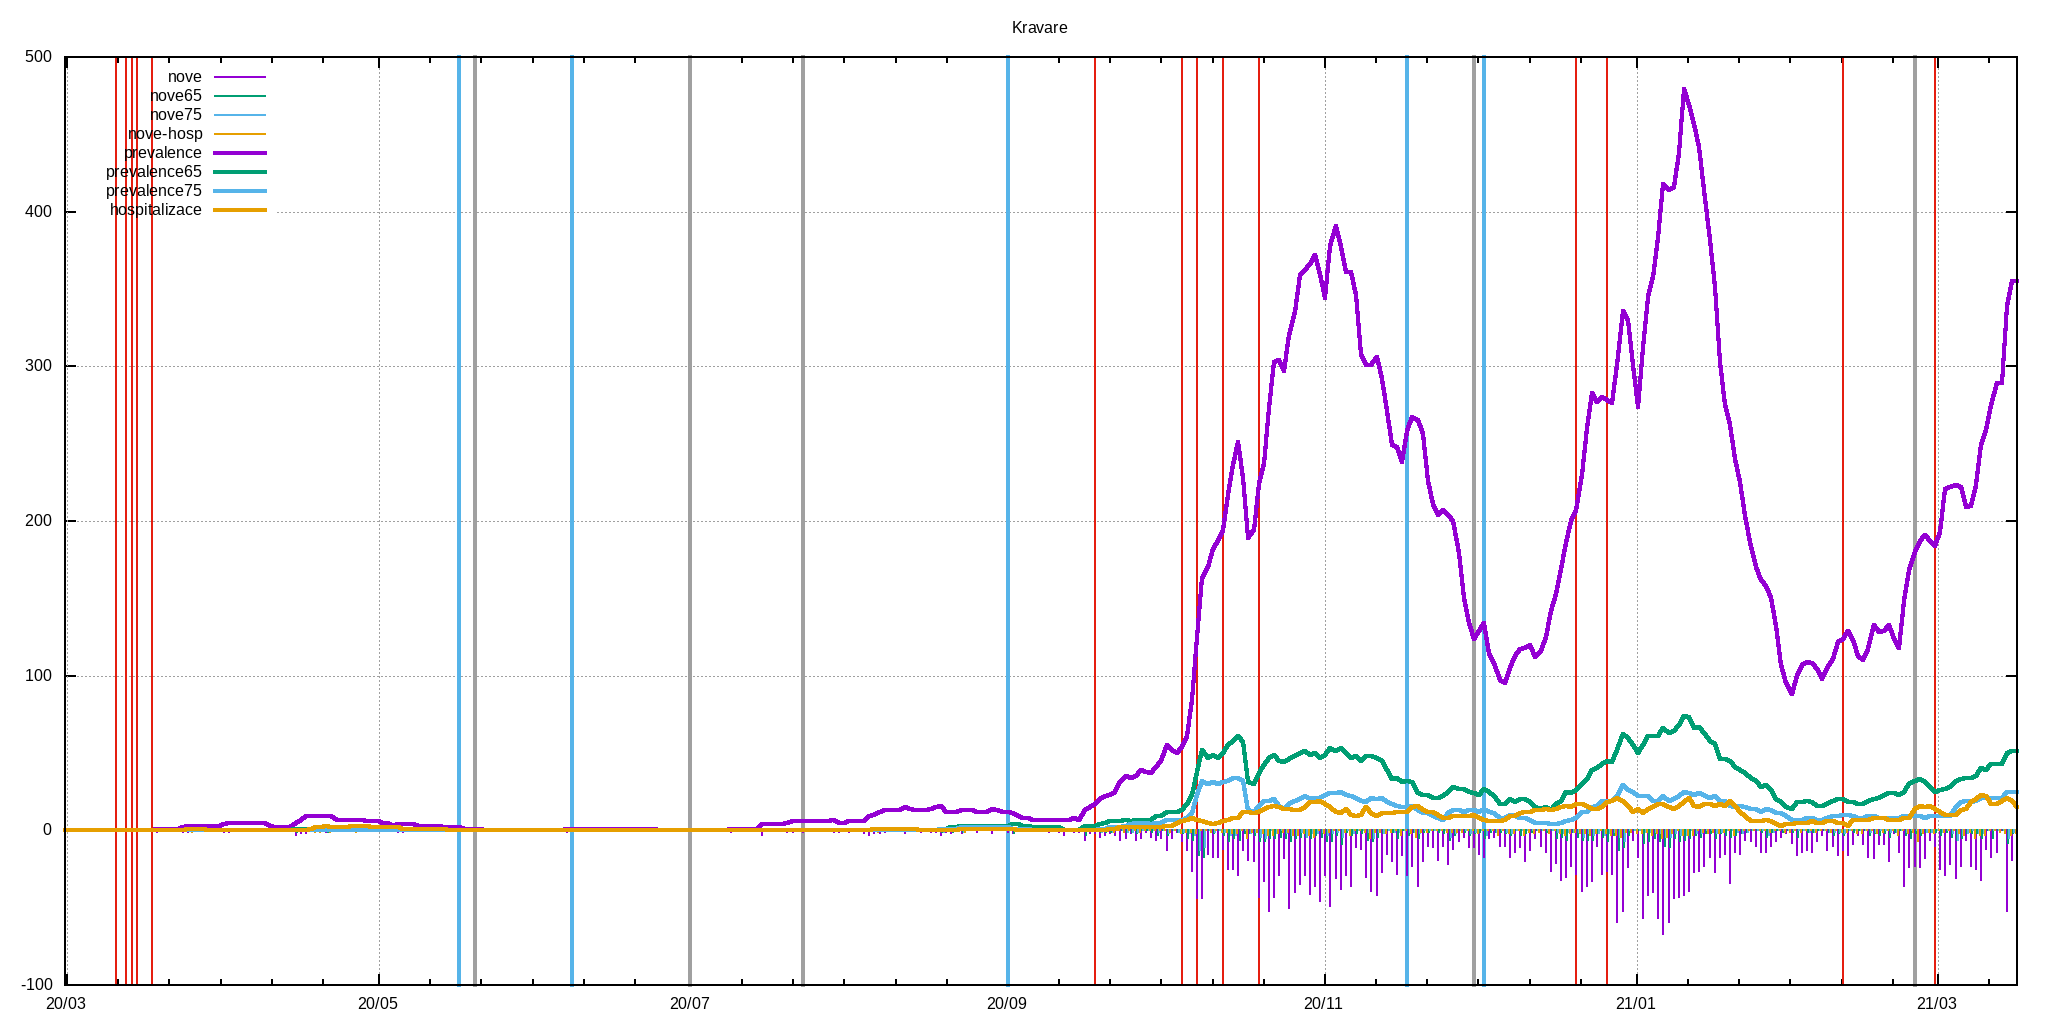 Kravare
500
400
300
200
100
0
-100
nove
nove65
nove75
nove-hosp
prevalence
prevalence65
prevalence75
hospitalizace
20/03 20/05 20/07 20/09 20/11 21/01 21/03